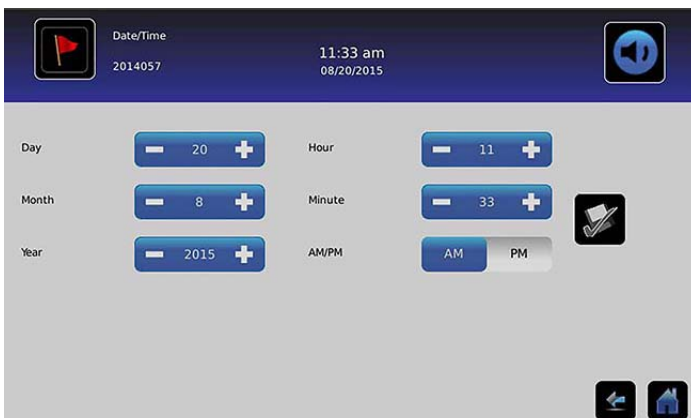 Date/Time
2014057
11:33 am
08/20/2015
Day
20
Hour
11
Month
8
Minute
33
Year
2015
AM/PM
AM
PM